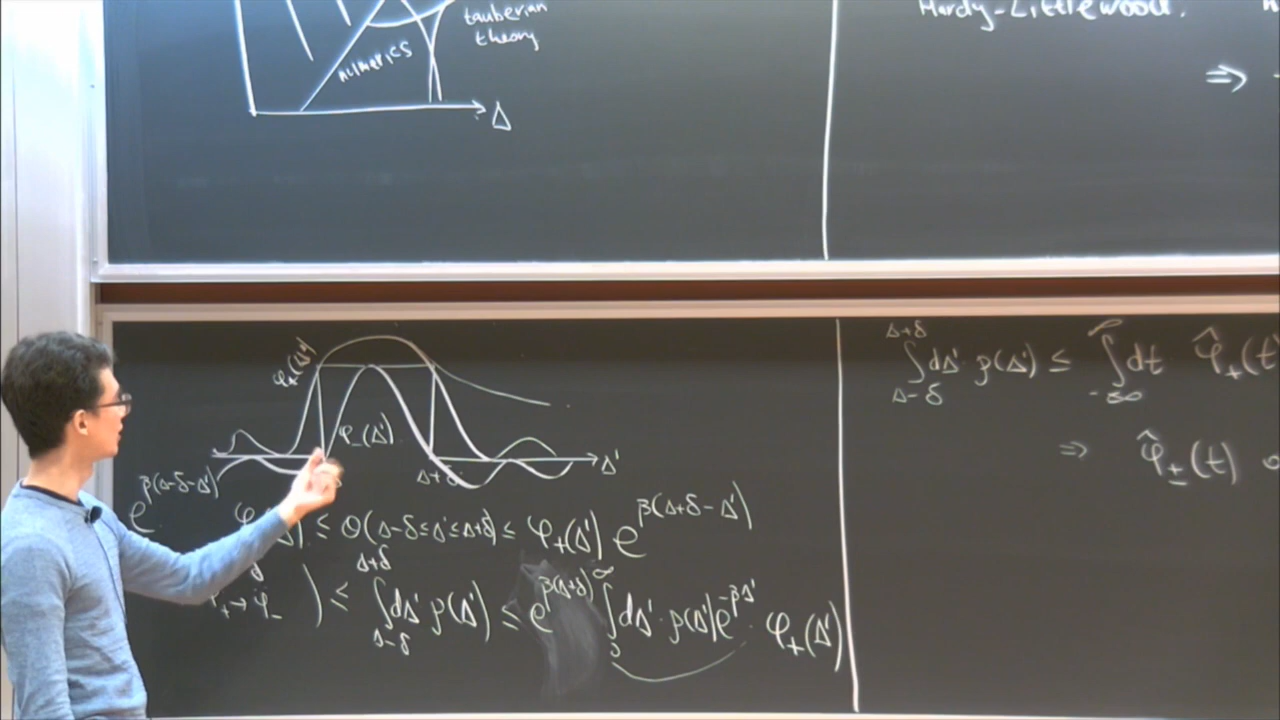 tauberian
theory
numerics
Δ
Hardy-Littlewood.
⇒
φ₊(Δ')
φ₋(Δ')
Δ+δ
Δ'
e^{β(Δ-δ-Δ')}
≤ θ(Δ-δ≤Δ'≤Δ+δ) ≤ φ₊(Δ') e^{β(Δ+δ-Δ')}
→ φ₋ ) ≤ ∫_{Δ-δ}^{Δ+δ} dΔ' ρ(Δ') ≤ e^{β(Δ+δ)} ∫_0^∞ dΔ' ρ(Δ') e^{-βΔ'} · φ₊(Δ')
∫_{Δ-δ}^{Δ+δ} dΔ' ρ(Δ') ≤ ∫_{-∞}^{∞} dt φ̂₊(t
⇒ φ̂_±(t)